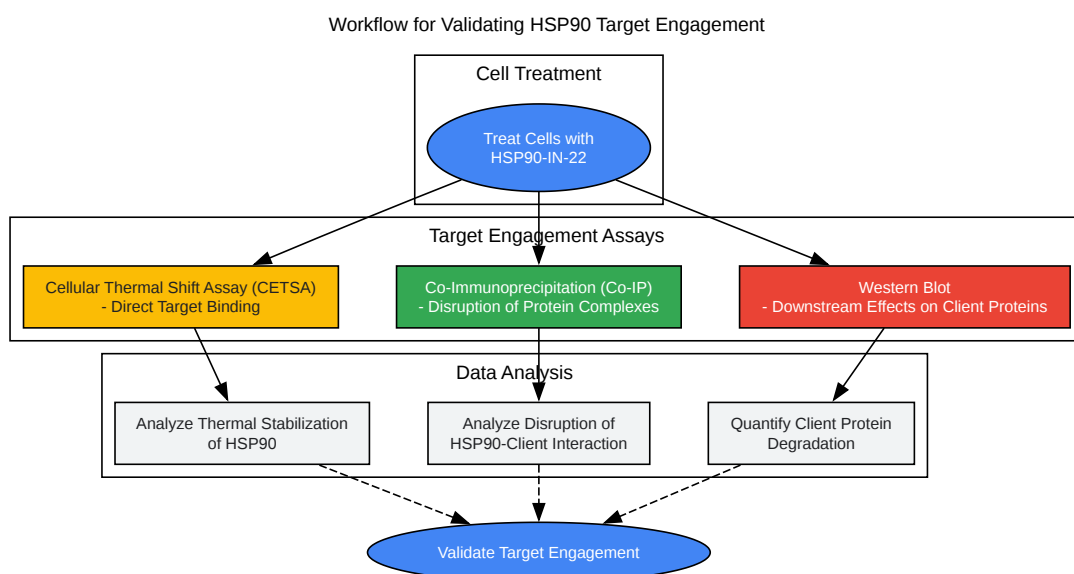 Workflow for Validating HSP90 Target Engagement
Cell Treatment
Treat Cells with
HSP90-IN-22
Target Engagement Assays
Cellular Thermal Shift Assay (CETSA)
- Direct Target Binding
Co-Immunoprecipitation (Co-IP)
- Disruption of Protein Complexes
Western Blot
- Downstream Effects on Client Proteins
Data Analysis
Analyze Thermal Stabilization
of HSP90
Analyze Disruption of
HSP90-Client Interaction
Quantify Client Protein
Degradation
Validate Target Engagement